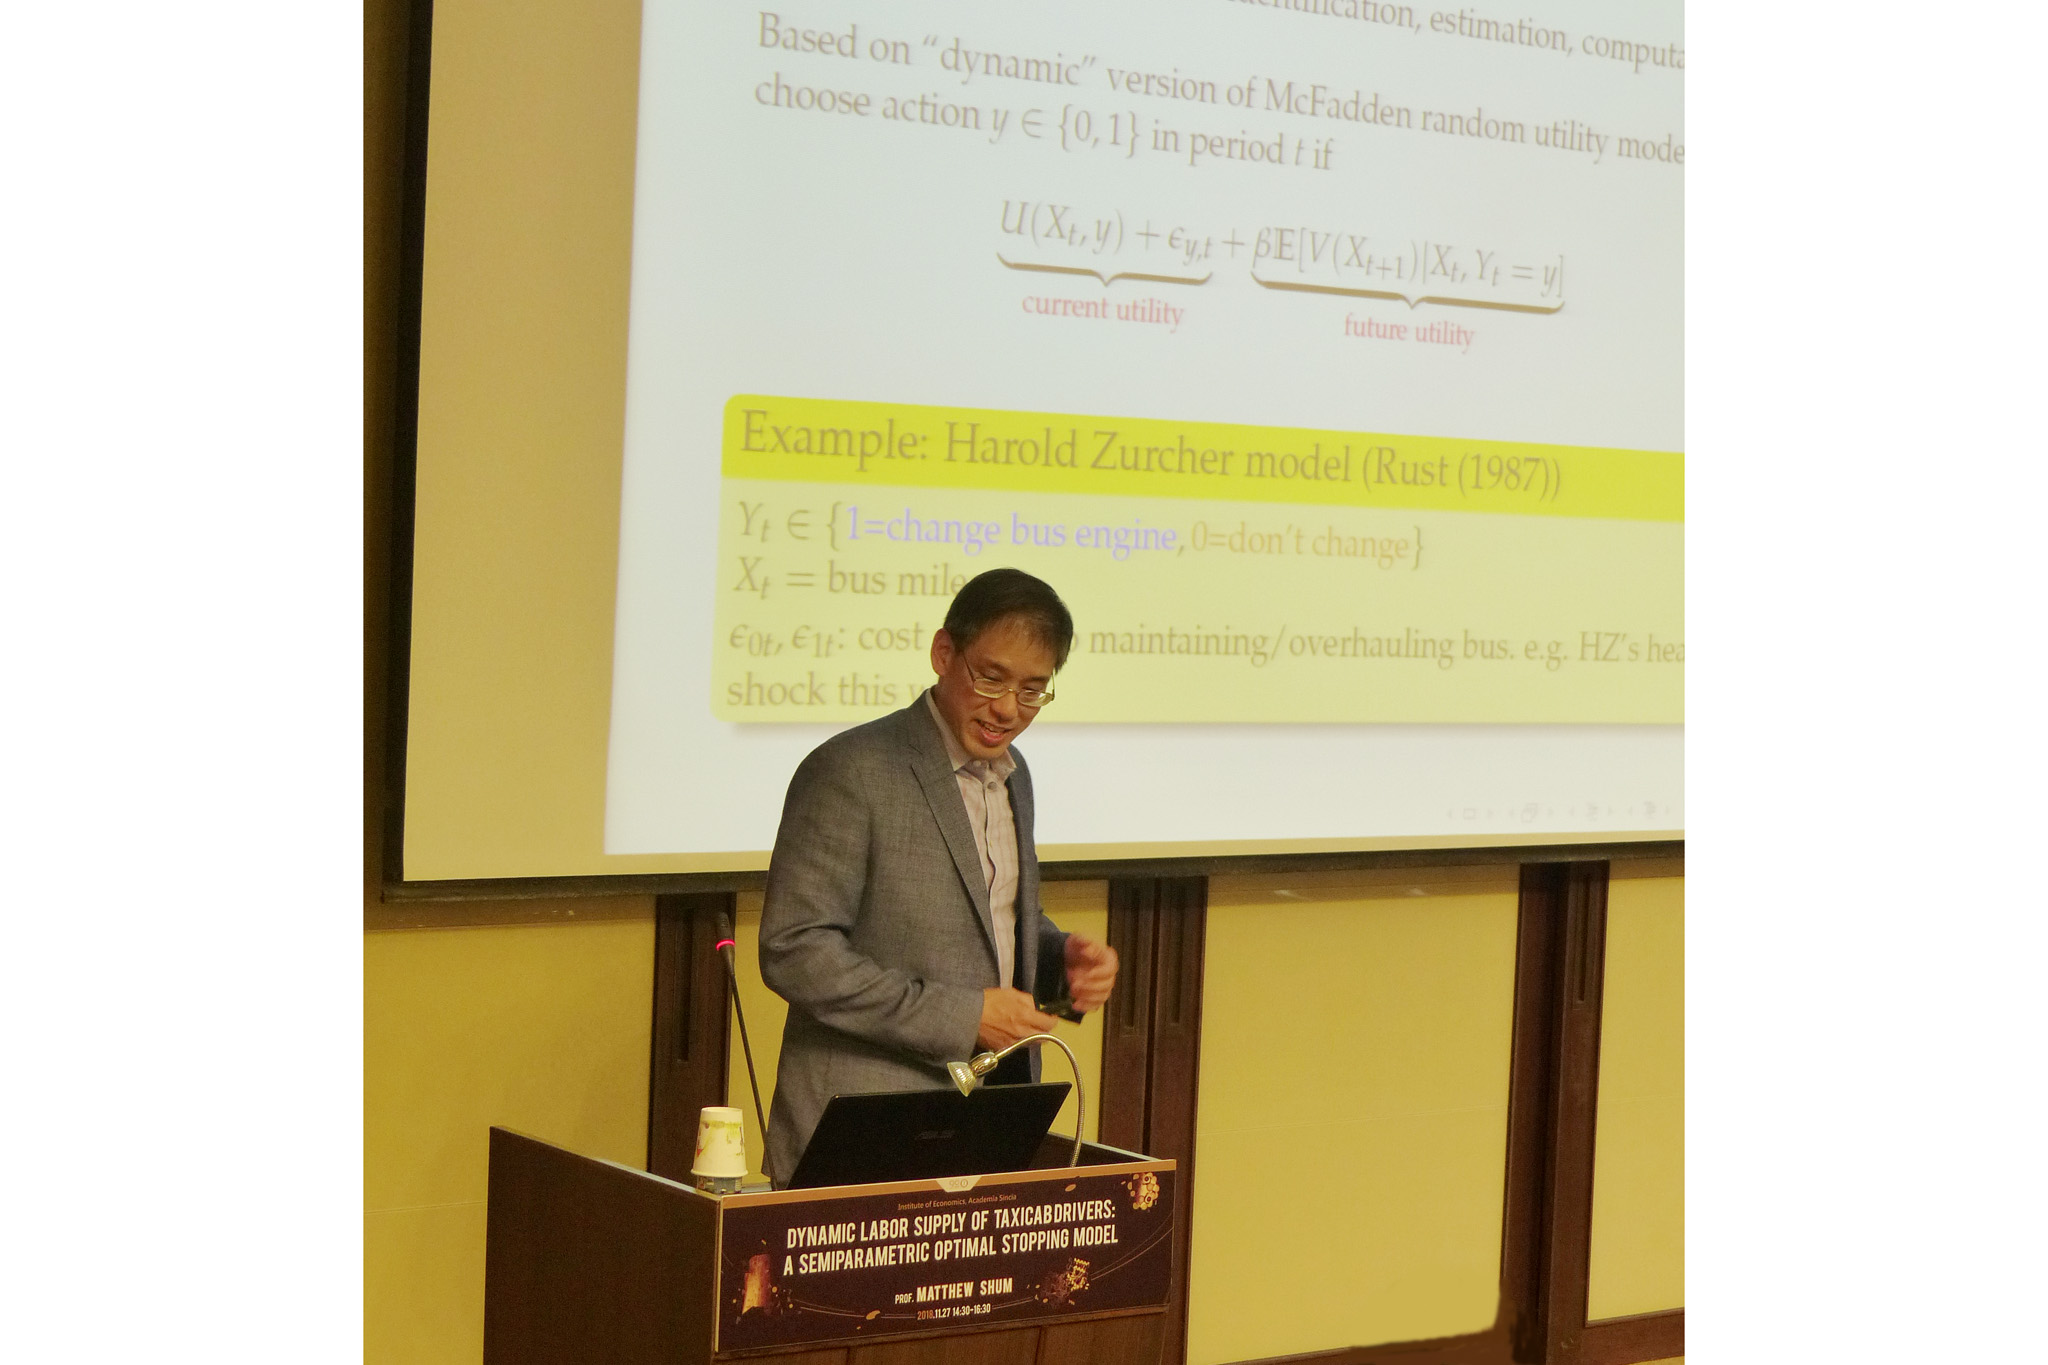 estimation, computa
Based on “dynamic” version of McFadden random utility mode
choose action y ∈ {0, 1} in period t if
U(X_t, y) + ϵ_{y,t} + β𝔼[V(X_{t+1})|X_t, Y_t = y]
current utility
future utility
Example: Harold Zurcher model (Rust (1987))
Y_t ∈ {1=change bus engine, 0=don't change}
X_t = bus mile
ϵ_{0t}, ϵ_{1t}: cost maintaining/overhauling bus. e.g. HZ's hea
shock this
Institute of Economics, Academia Sincia
DYNAMIC LABOR SUPPLY OF TAXICABDRIVERS:
A SEMIPARAMETRIC OPTIMAL STOPPING MODEL
PROF. MATTHEW SHUM
2018.11.27 14:30-16:30